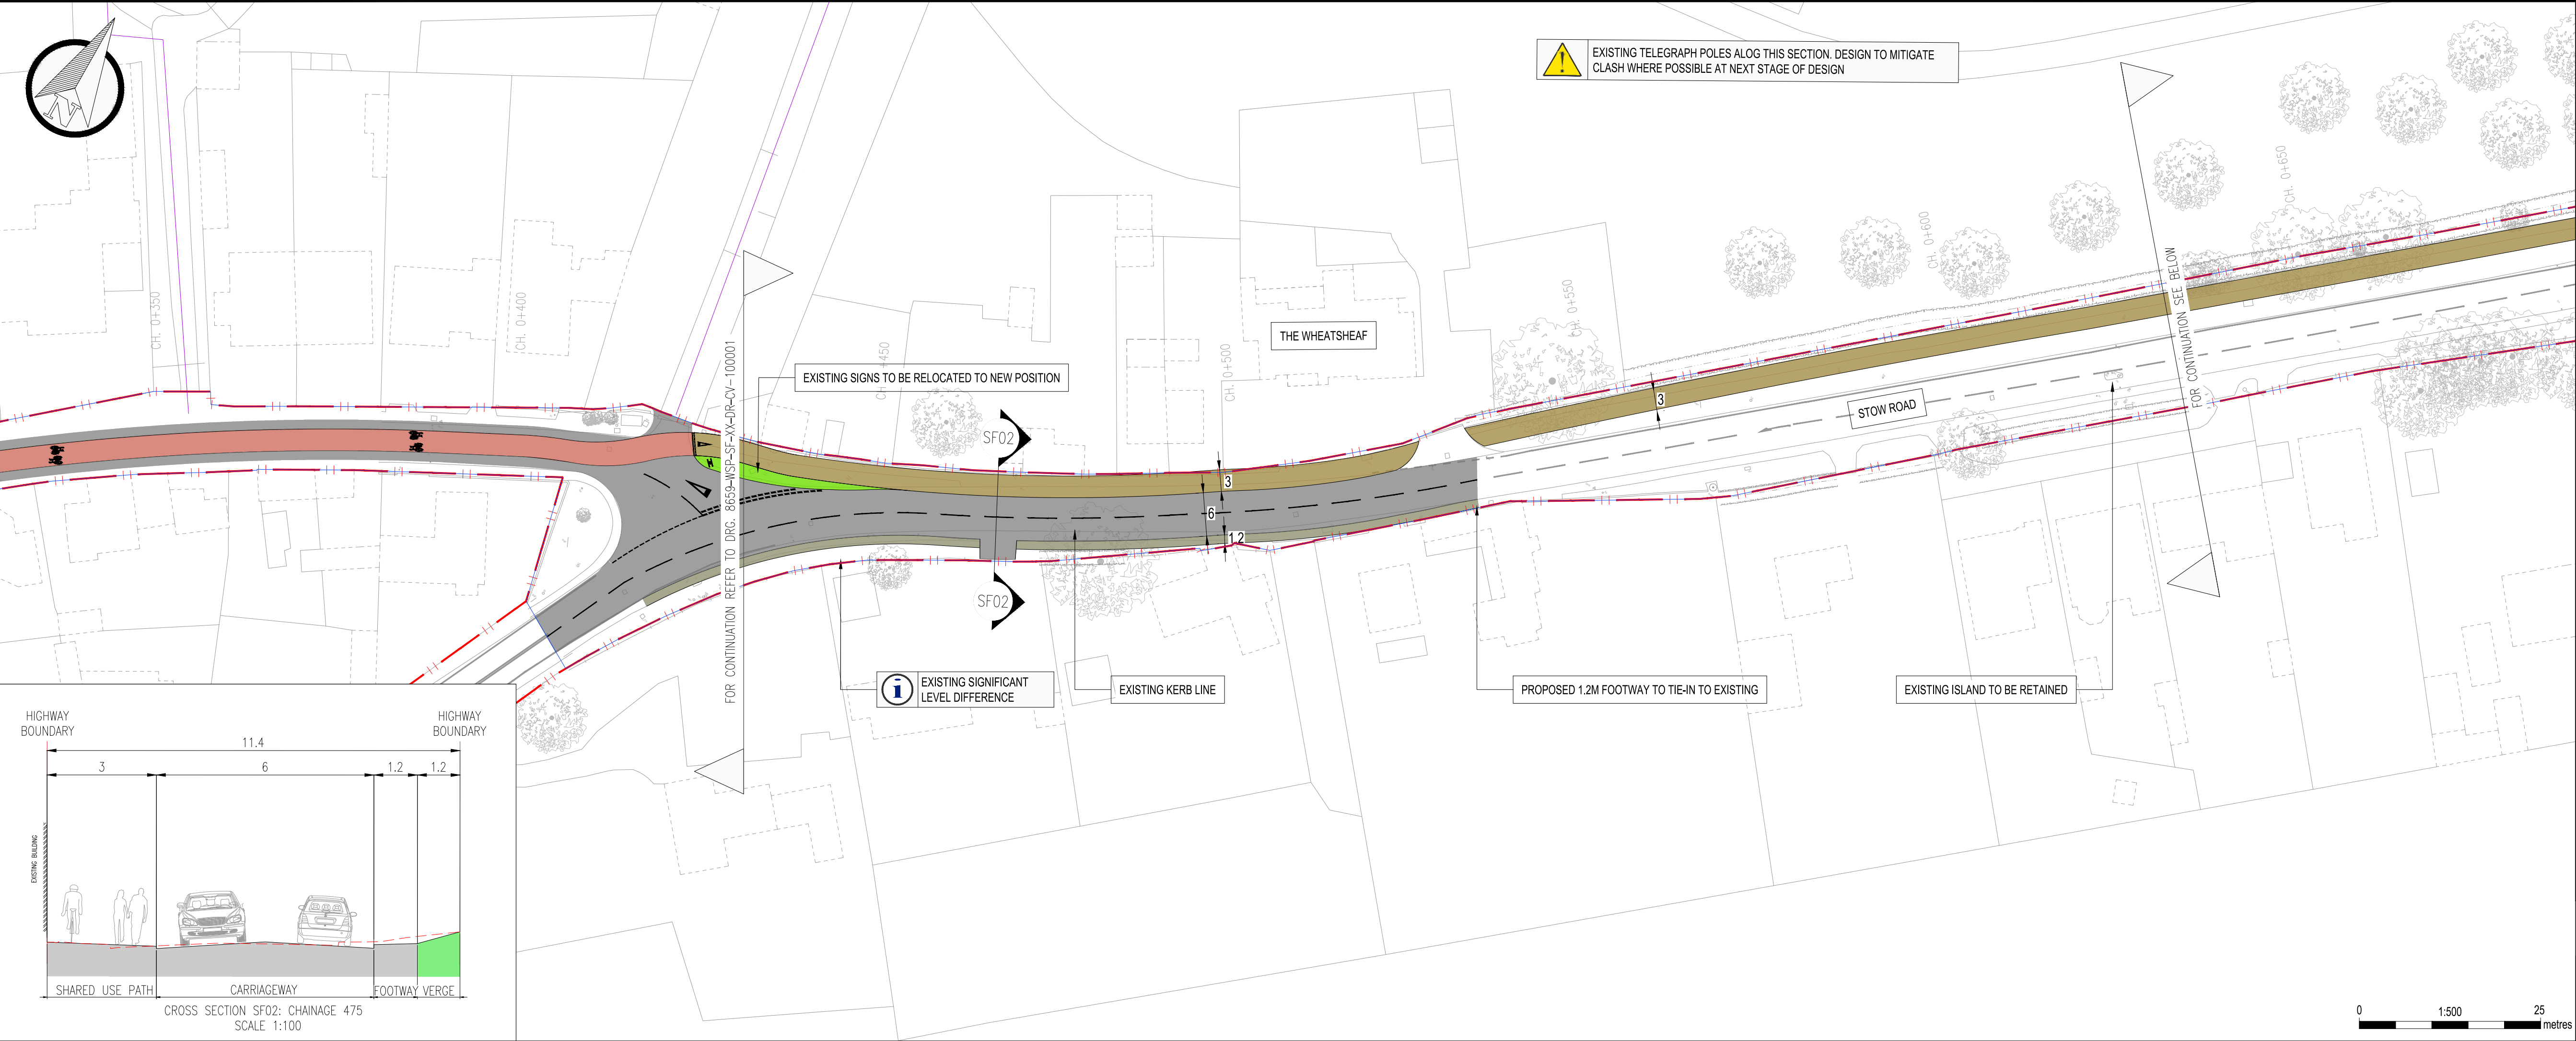 N
EXISTING TELEGRAPH POLES ALOG THIS SECTION. DESIGN TO MITIGATE
CLASH WHERE POSSIBLE AT NEXT STAGE OF DESIGN
CH. 0+350
CH. 0+400
CH. 0+450
CH. 0+500
CH. 0+550
CH. 0+600
CH. 0+650
THE WHEATSHEAF
EXISTING SIGNS TO BE RELOCATED TO NEW POSITION
FOR CONTINUATION REFER TO DRG. 8659-WSP-SF-XX-DR-CV-100001
FOR CONTINUATION SEE BELOW
STOW ROAD
SF02
3
6
1.2
3
SF02
EXISTING SIGNIFICANT
LEVEL DIFFERENCE
EXISTING KERB LINE
PROPOSED 1.2M FOOTWAY TO TIE-IN TO EXISTING
EXISTING ISLAND TO BE RETAINED
HIGHWAY
BOUNDARY
HIGHWAY
BOUNDARY
11.4
3 6 1.2 1.2
EXISTING BUILDING
SHARED USE PATH CARRIAGEWAY FOOTWAY VERGE
CROSS SECTION SF02: CHAINAGE 475
SCALE 1:100
0 1:500 25
metres